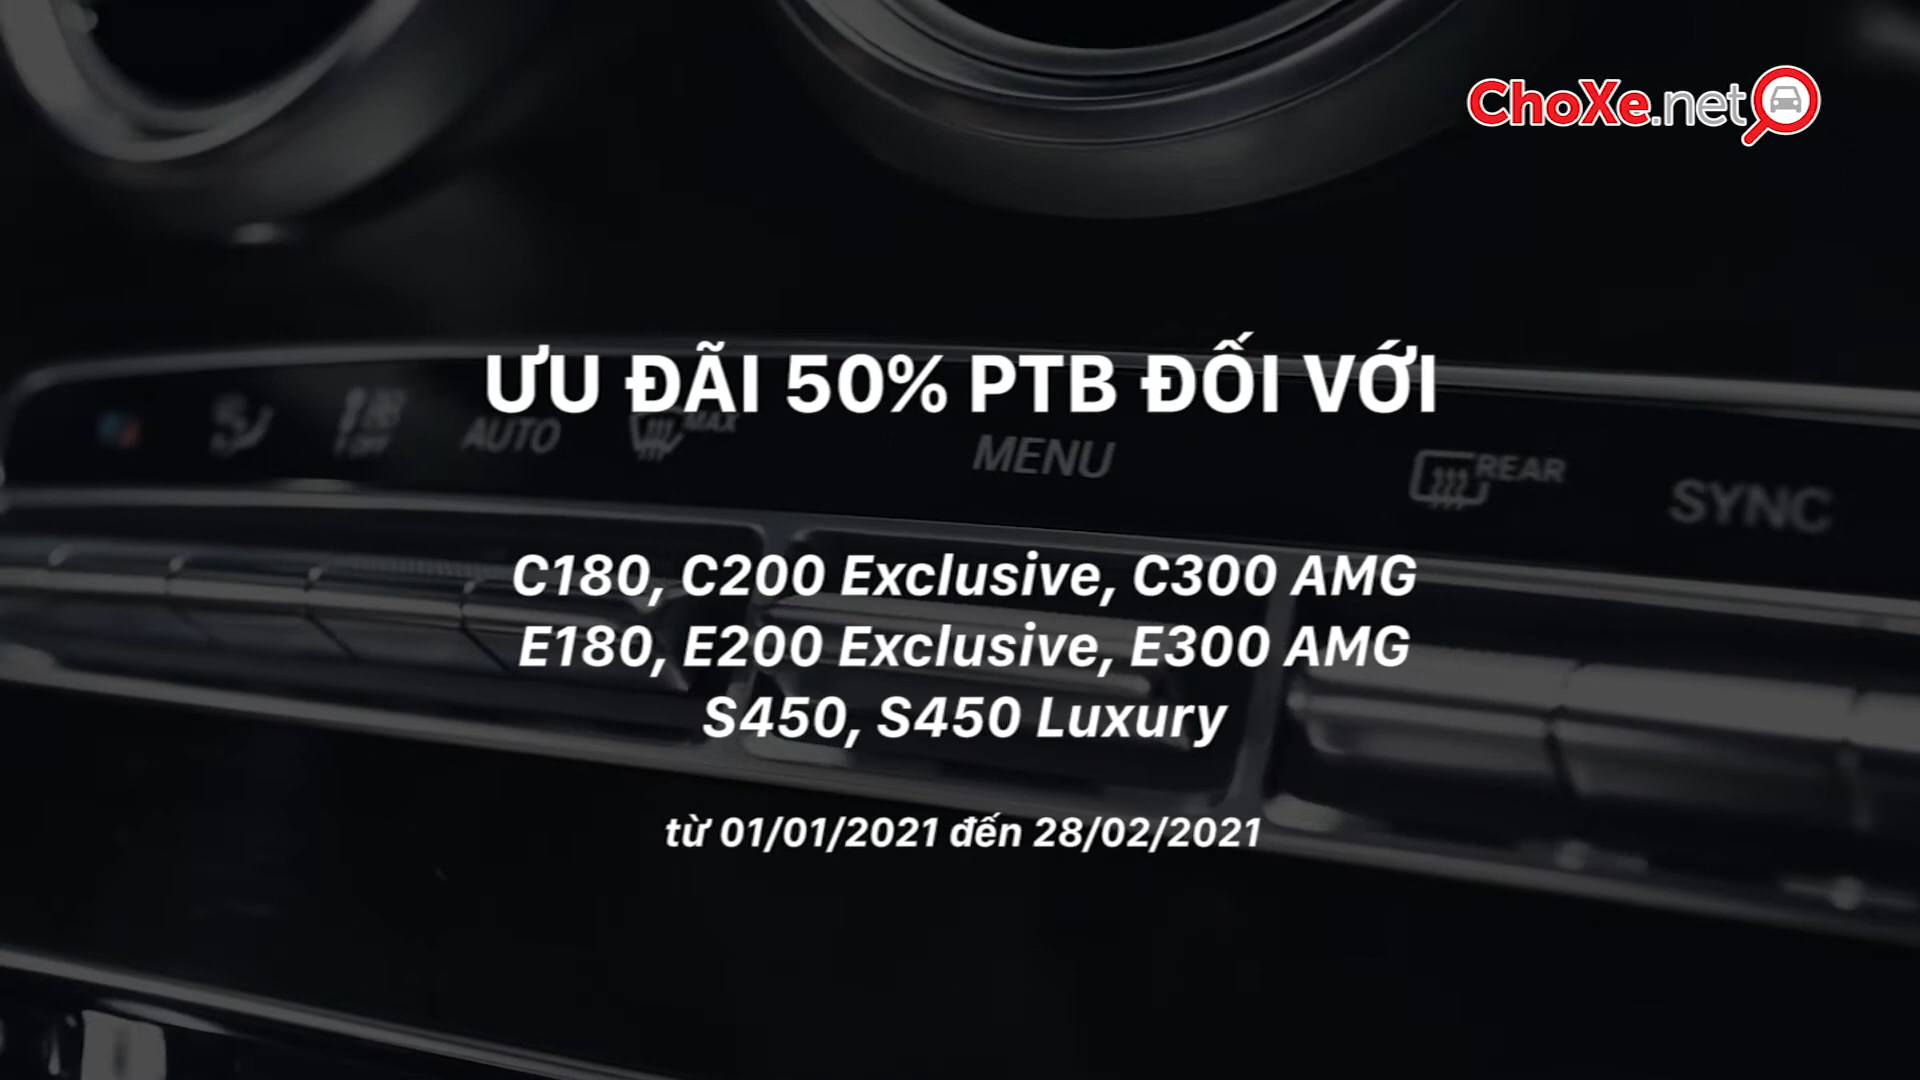 ChoXe.net
ƯU ĐÃI 50% PTB ĐỐI VỚI
AUTO
MAX
MENU
REAR
SYNC
C180, C200 Exclusive, C300 AMG
E180, E200 Exclusive, E300 AMG
S450, S450 Luxury
từ 01/01/2021 đến 28/02/2021